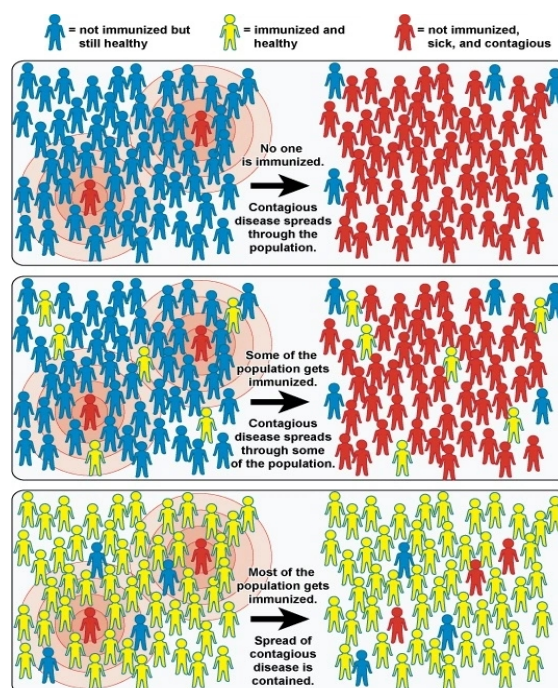 = not immunized but
still healthy
= immunized and
healthy
= not immunized,
sick, and contagious
No one
is immunized.
Contagious
disease spreads
through the
population.
Some of the
population gets
immunized.
Contagious
disease spreads
through some
of the population.
Most of the
population gets
immunized.
Spread of
contagious
disease is
contained.